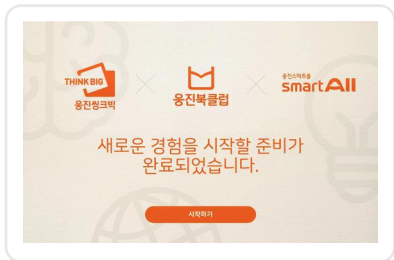 THINK BIG
웅진씽크빅
웅진북클럽
웅진스마트올
smartAll
새로운 경험을 시작할 준비가
완료되었습니다.
시작하기